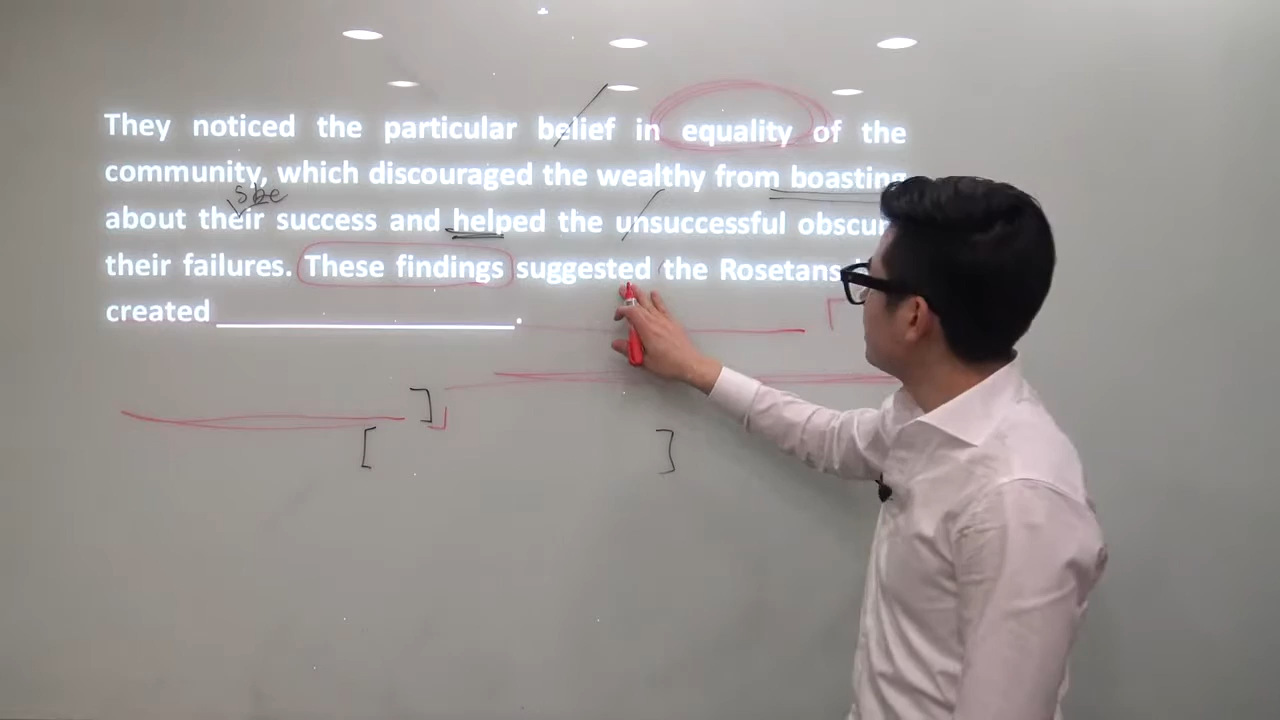 They noticed the particular belief in equality of the
community, which discouraged the wealthy from boasting
about their success and helped the unsuccessful
their failures. These findings suggested the Rosetans
created ____________________.